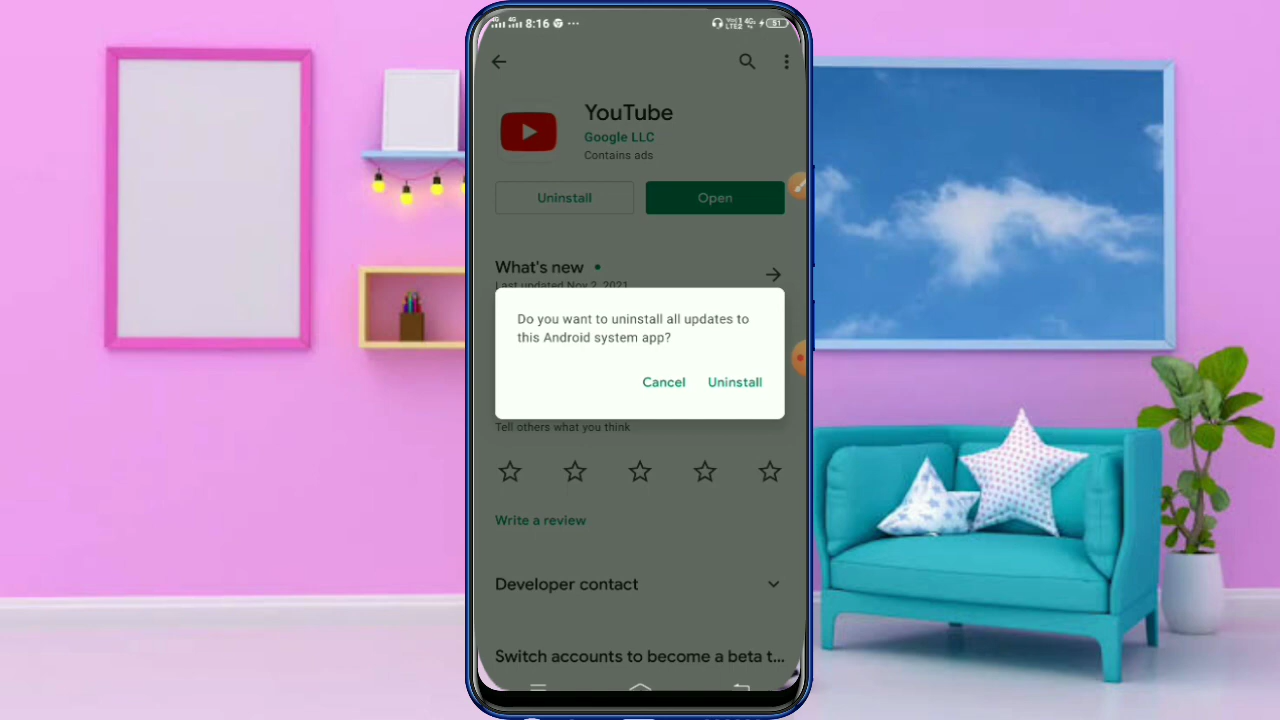 8:16
51
YouTube
Google LLC
Contains ads
Uninstall
Open
What's new
Last updated Nov 2, 2021
Do you want to uninstall all updates to
this Android system app?
Cancel
Uninstall
Tell others what you think
Write a review
Developer contact
Switch accounts to become a beta t...